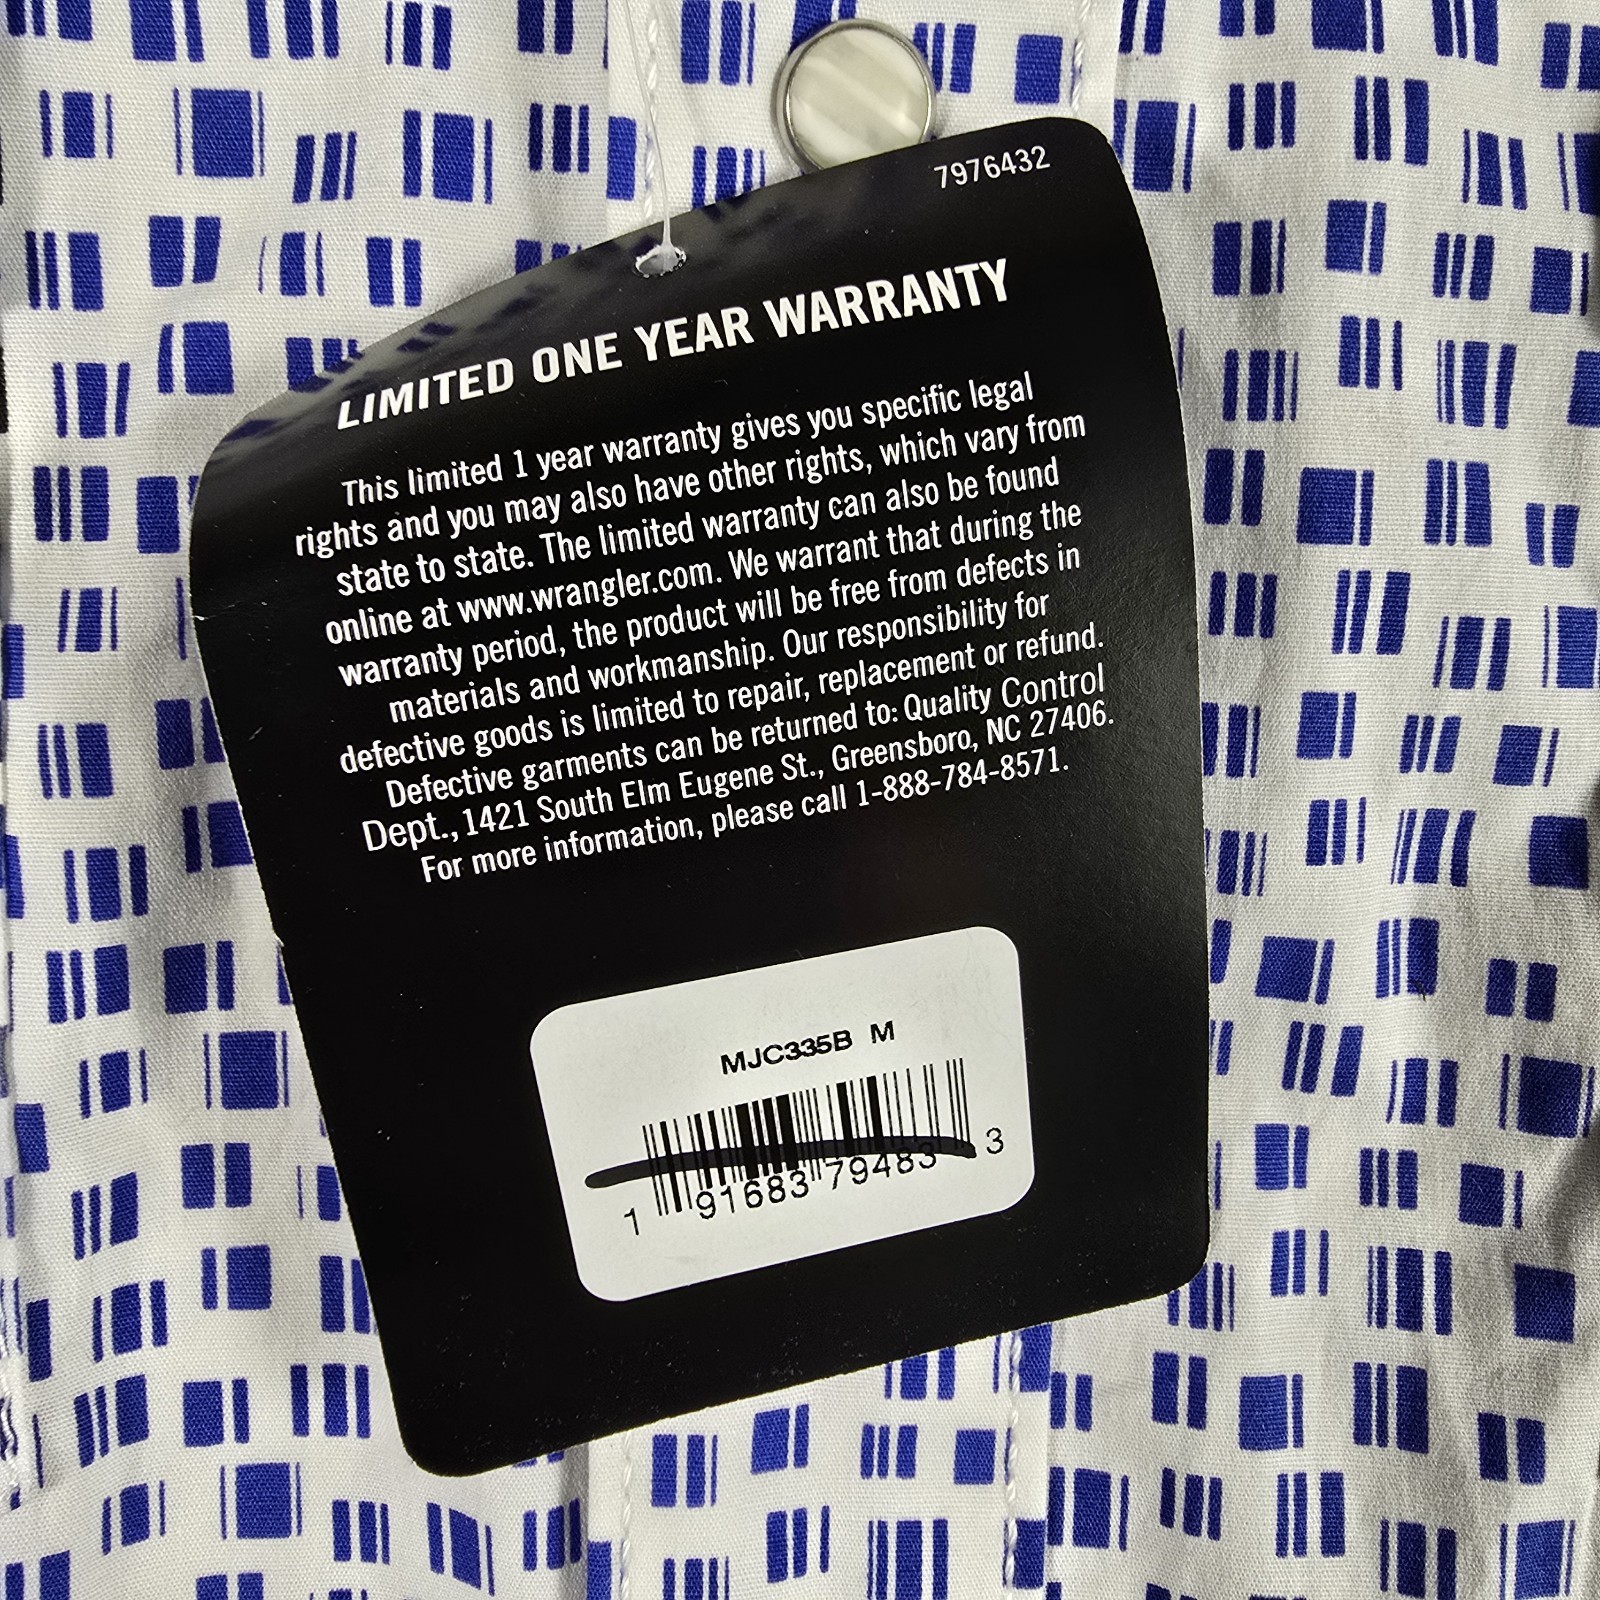 7976432
LIMITED ONE YEAR WARRANTY
This limited 1 year warranty gives you specific legal
rights and you may also have other rights, which vary from
state to state. The limited warranty can also be found
online at www.wrangler.com. We warrant that during the
warranty period, the product will be free from defects in
materials and workmanship. Our responsibility for
defective goods is limited to repair, replacement or refund.
Defective garments can be returned to: Quality Control
Dept., 1421 South Elm Eugene St., Greensboro, NC 27406.
For more information, please call 1-888-784-8571.
MJC335B M
1 91683 79483 3